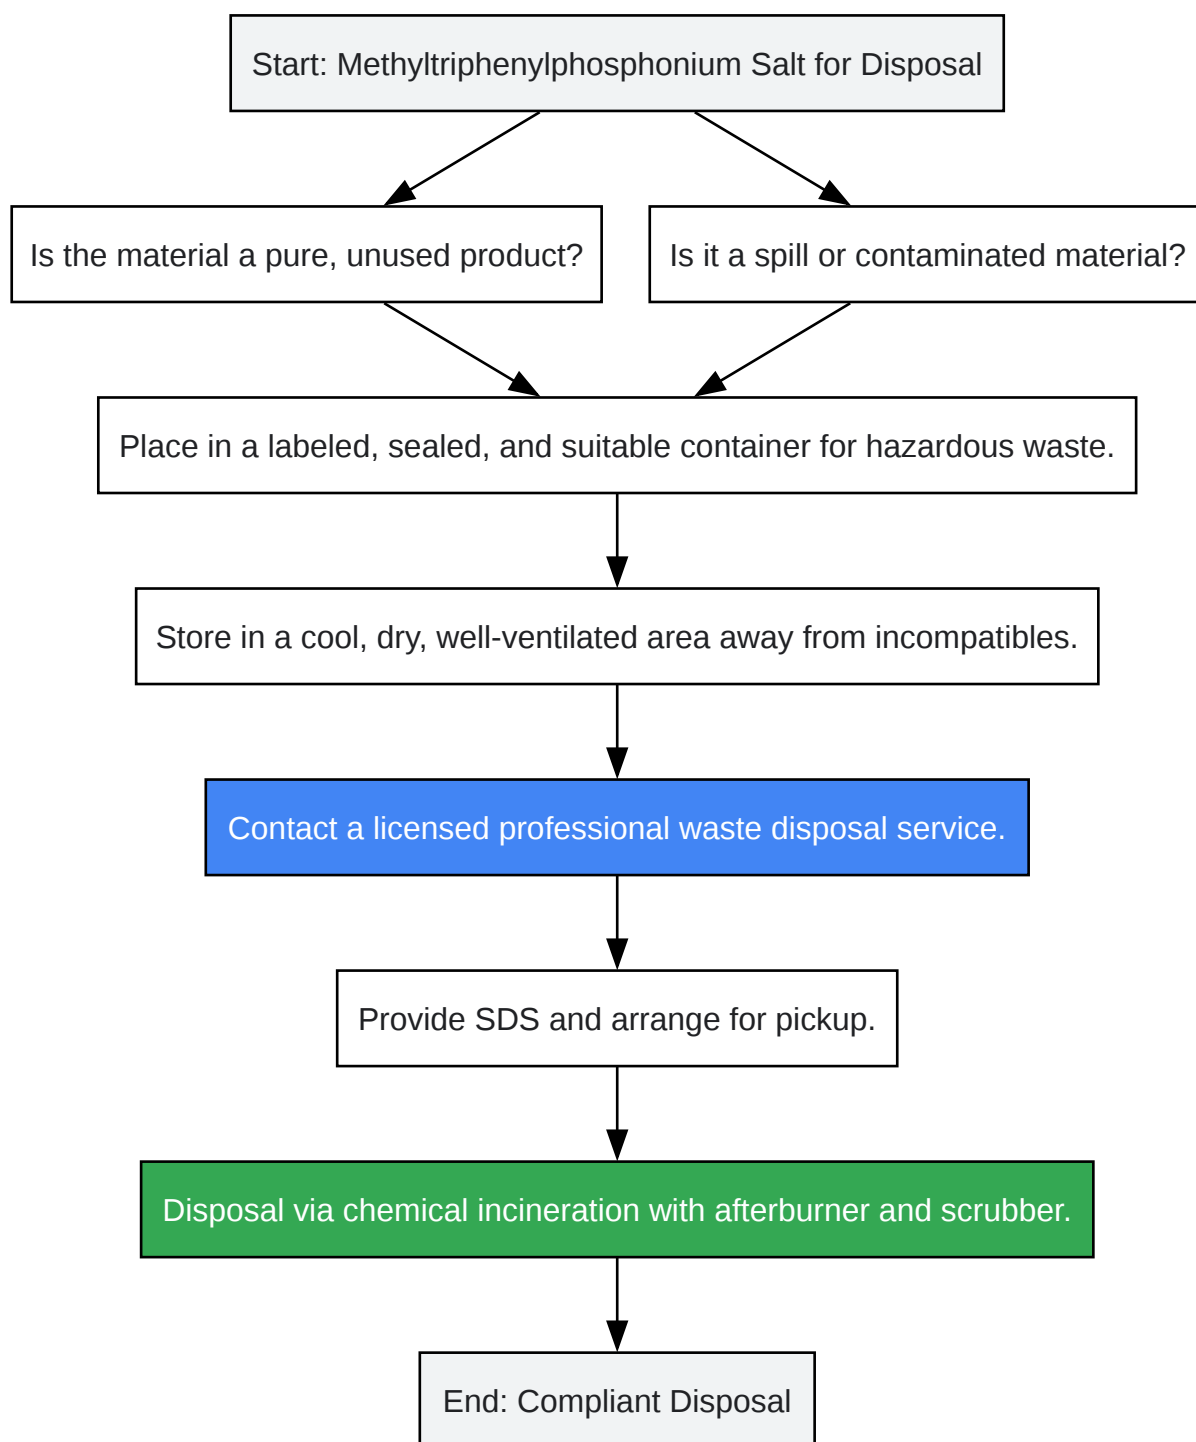 Start: Methyltriphenylphosphonium Salt for Disposal
Is the material a pure, unused product?
Is it a spill or contaminated material?
Place in a labeled, sealed, and suitable container for hazardous waste.
Store in a cool, dry, well-ventilated area away from incompatibles.
Contact a licensed professional waste disposal service.
Provide SDS and arrange for pickup.
Disposal via chemical incineration with afterburner and scrubber.
End: Compliant Disposal